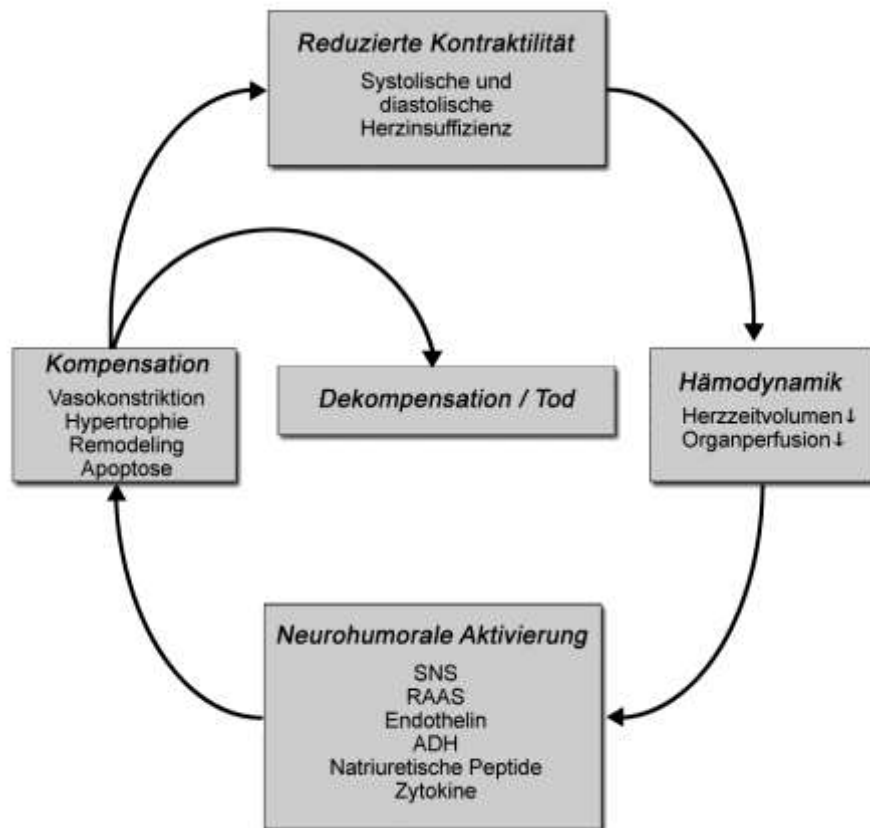 Reduzierte Kontraktilität
Systolische und
diastolische
Herzinsuffizienz
Kompensation
Vasokonstriktion
Hypertrophie
Remodeling
Apoptose
Dekompensation / Tod
Hämodynamik
Herzzeitvolumen↓
Organperfusion↓
Neurohumorale Aktivierung
SNS
RAAS
Endothelin
ADH
Natriuretische Peptide
Zytokine